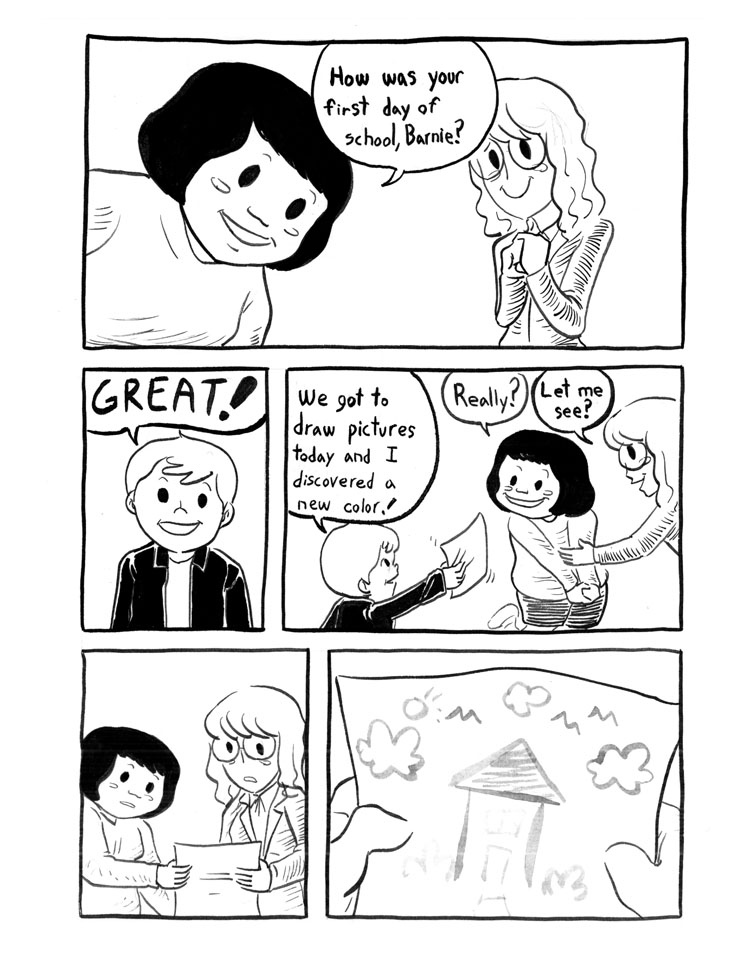 How was your
first day of
school, Barnie?
GREAT!
We got to
draw pictures
today and I
discovered a
new color!
Really?
Let me
see?